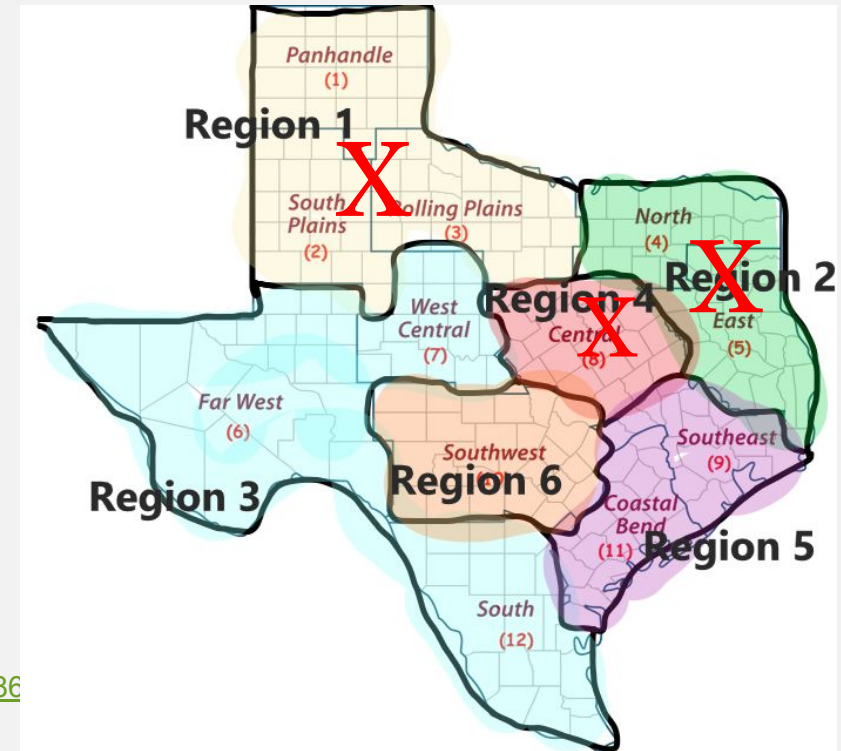 Panhandle
(1)
Region 1
X
South
Plains
(2)
Rolling Plains
(3)
North
(4)
X
Region 2
East
(5)
Region 4
X
Central
(8)
West
Central
(7)
Far West
(6)
Region 3
Southwest
(10)
Region 6
Southeast
(9)
Coastal
Bend
(11)
Region 5
South
(12)
36